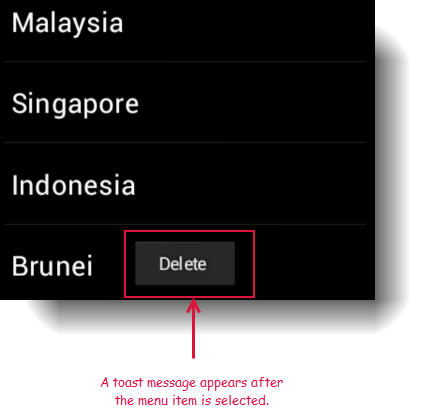 Malaysia
Singapore
Indonesia
Brunei Delete
A toast message appears after
the menu item is selected.